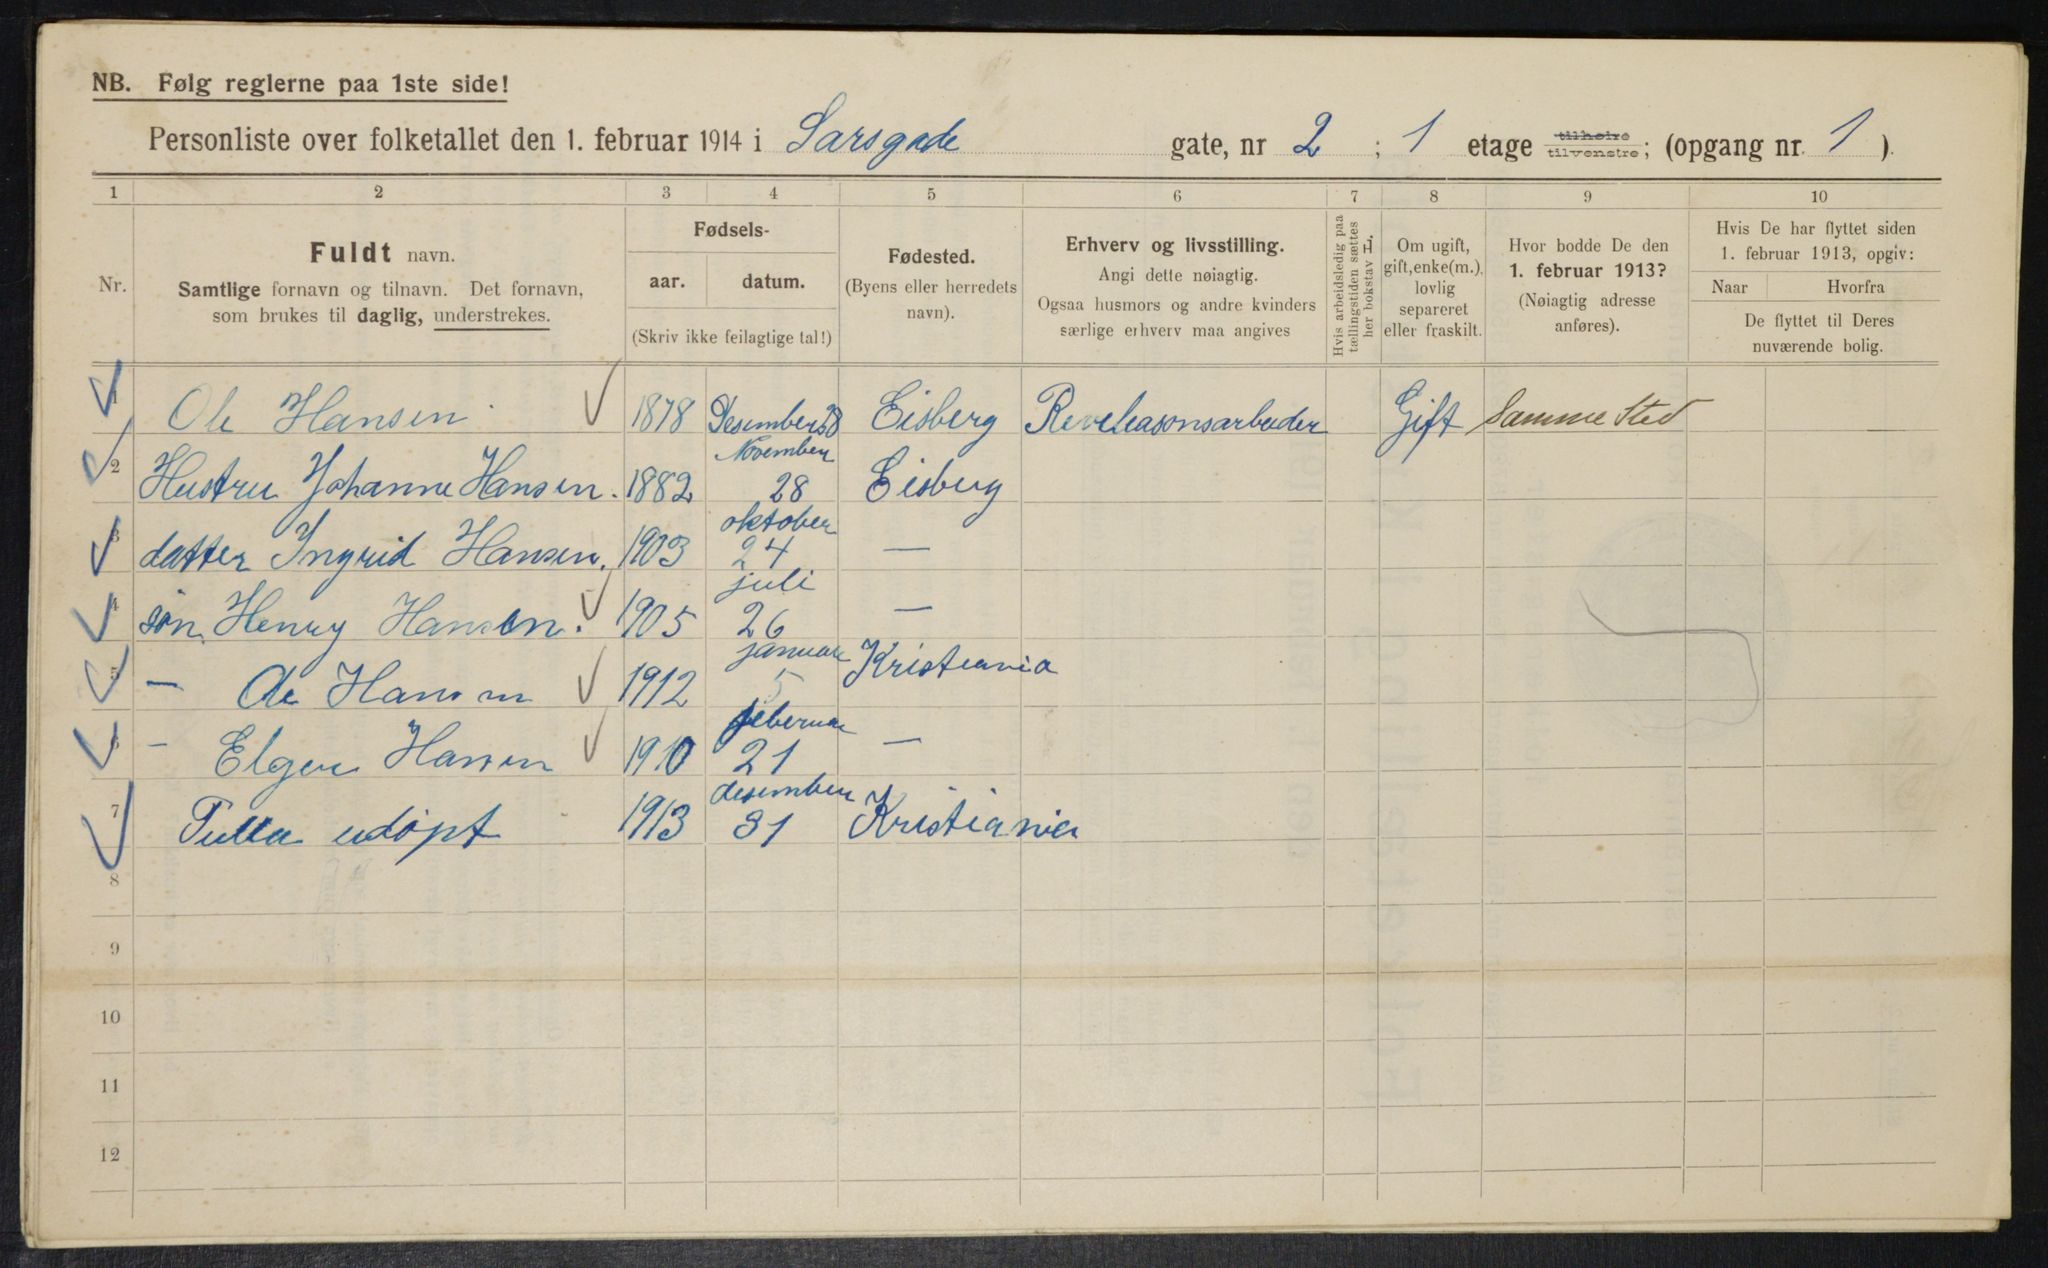 NB. Følg reglerne paa 1ste side!
Personliste over folketallet den 1. februar 1914 i Sarsgade gate, nr 2 ; 1 etage tilhøire tilvenstre; (opgang nr. 1 ).
1 2 3 4 5 6 7 8 9 10
Nr.
Fuldt navn.
Samtlige fornavn og tilnavn. Det fornavn,
som brukes til daglig, understrekes.
Fødsels-
aar. datum.
(Skriv ikke feilagtige tal!)
Fødested.
(Byens eller herredets
navn).
Erhverv og livsstilling.
Angi dette nøiagtig.
Ogsaa husmors og andre kvinders
særlige erhverv maa angives
Hvis arbeidsledig paa
tællingstiden sættes
her bokstav L.
Om ugift,
gift, enke(m.),
lovlig
separeret
eller fraskilt.
Hvor bodde De den
1. februar 1913?
(Nøiagtig adresse
anføres).
Hvis De har flyttet siden
1. februar 1913, opgiv:
Naar Hvorfra
De flyttet til Deres
nuværende bolig.
1 Ole Hansen 1878 Desember 28 Eisberg Gift Samme Sted
2 Hustru Johanne Hansen. 1882 November 28 Eisberg
3 datter Ingrid Hansen. 1903 oktober 24 —
4 søn. Henry Hansen. 1905 juli 26 —
5 — Ole Hansen 1912 januar 5 Kristiania
6 — Hansen 1910 februar 21 —
7 udøpt 1913 desember 31 Kristiania
8
9
10
11
12